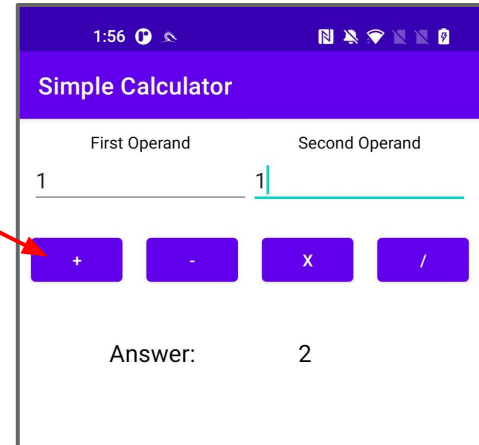 1:56
Simple Calculator
First Operand Second Operand
1 1
+ - X /
Answer: 2